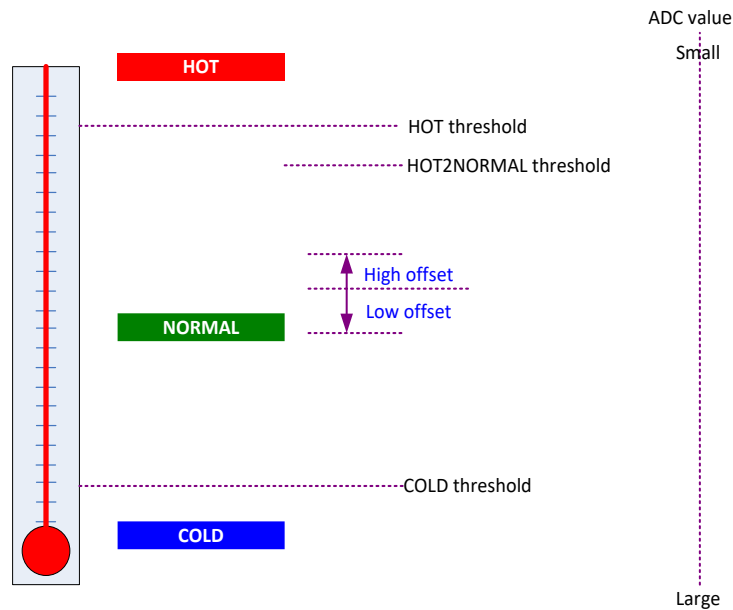 ADC value
Small
HOT
HOT threshold
HOT2NORMAL threshold
High offset
Low offset
NORMAL
COLD threshold
COLD
Large